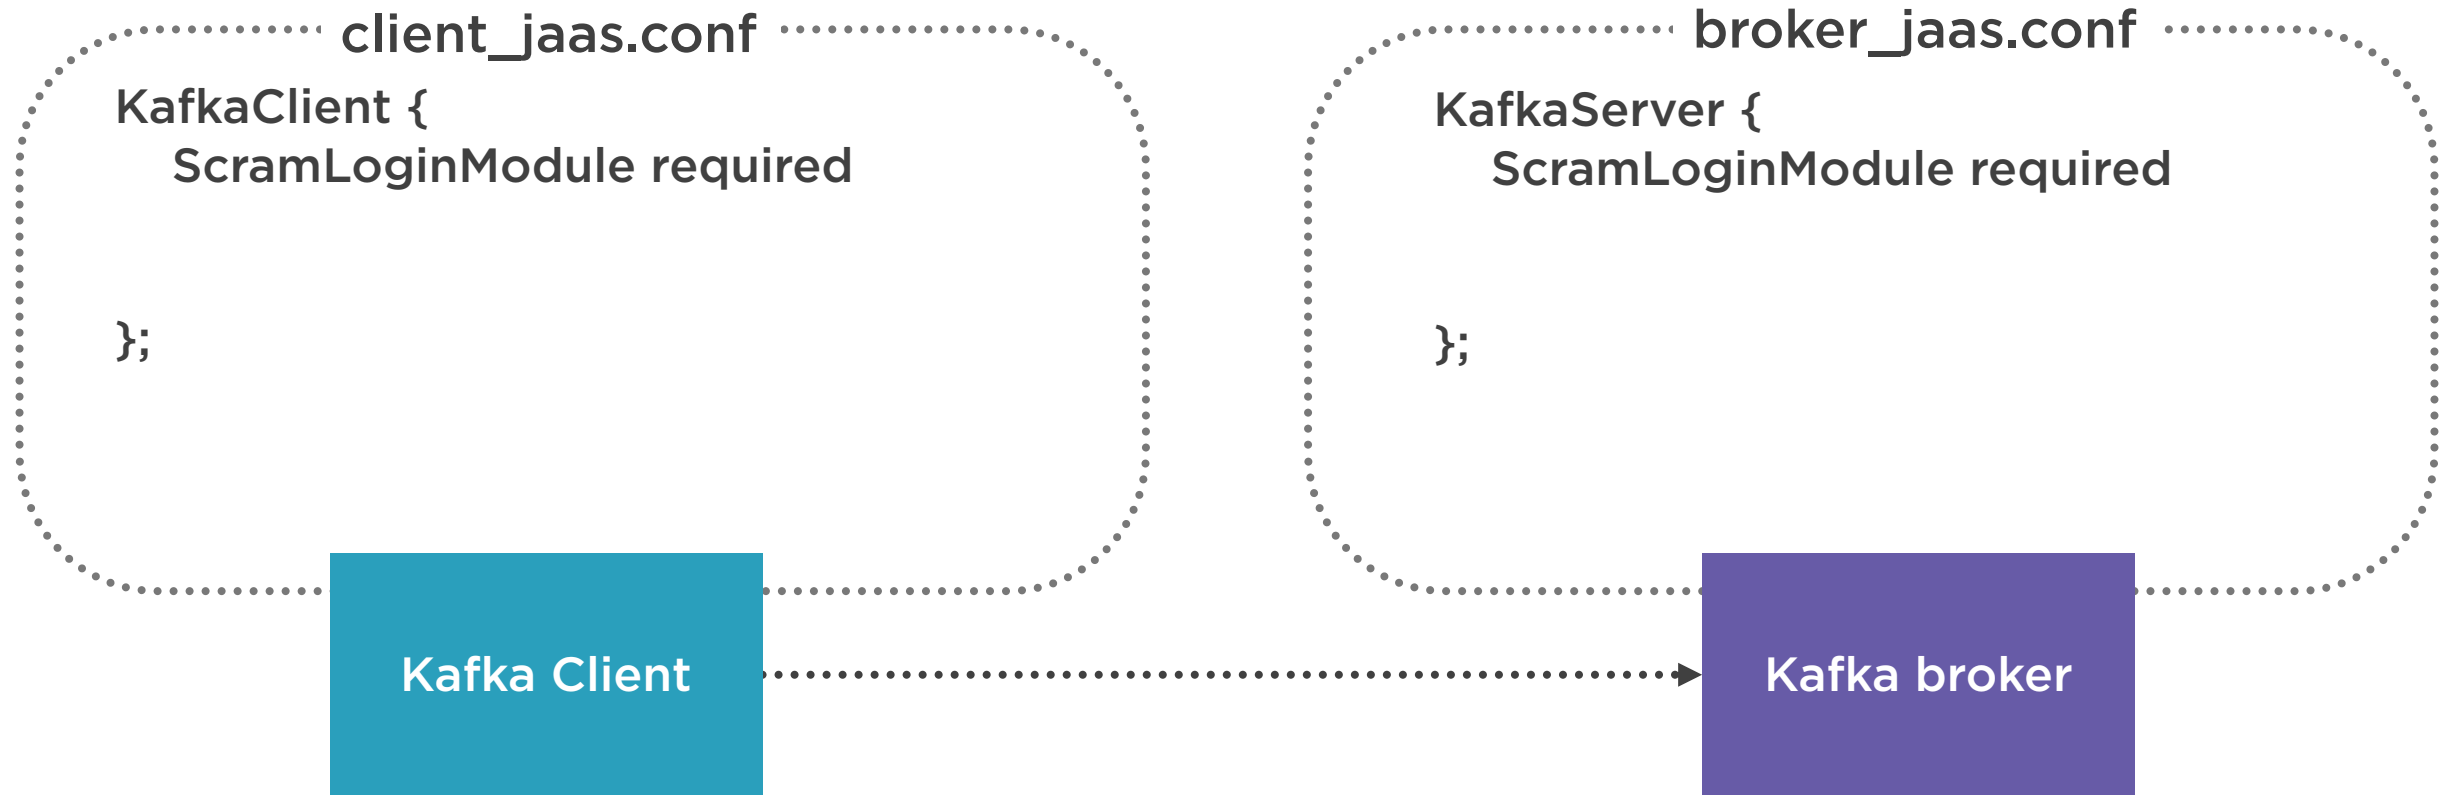 client_jaas.conf
KafkaClient {
ScramLoginModule required
};
Kafka Client
broker_jaas.conf
KafkaServer {
ScramLoginModule required
};
Kafka broker